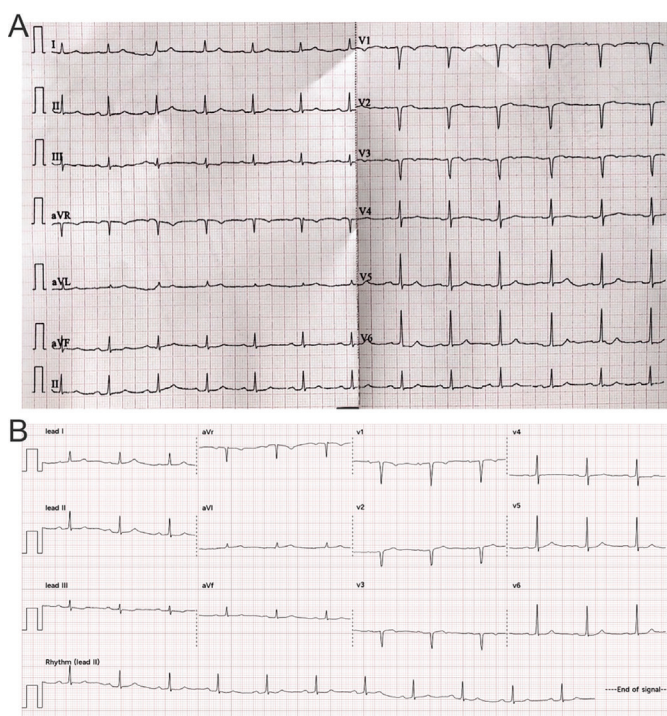 A
I
V1
II
V2
III
V3
aVR
V4
aVL
V5
aVF
V6
II
B
lead I
aVr
v1
v4
lead II
aVl
v2
v5
lead III
aVf
v3
v6
Rhythm (lead II)
----End of signal--